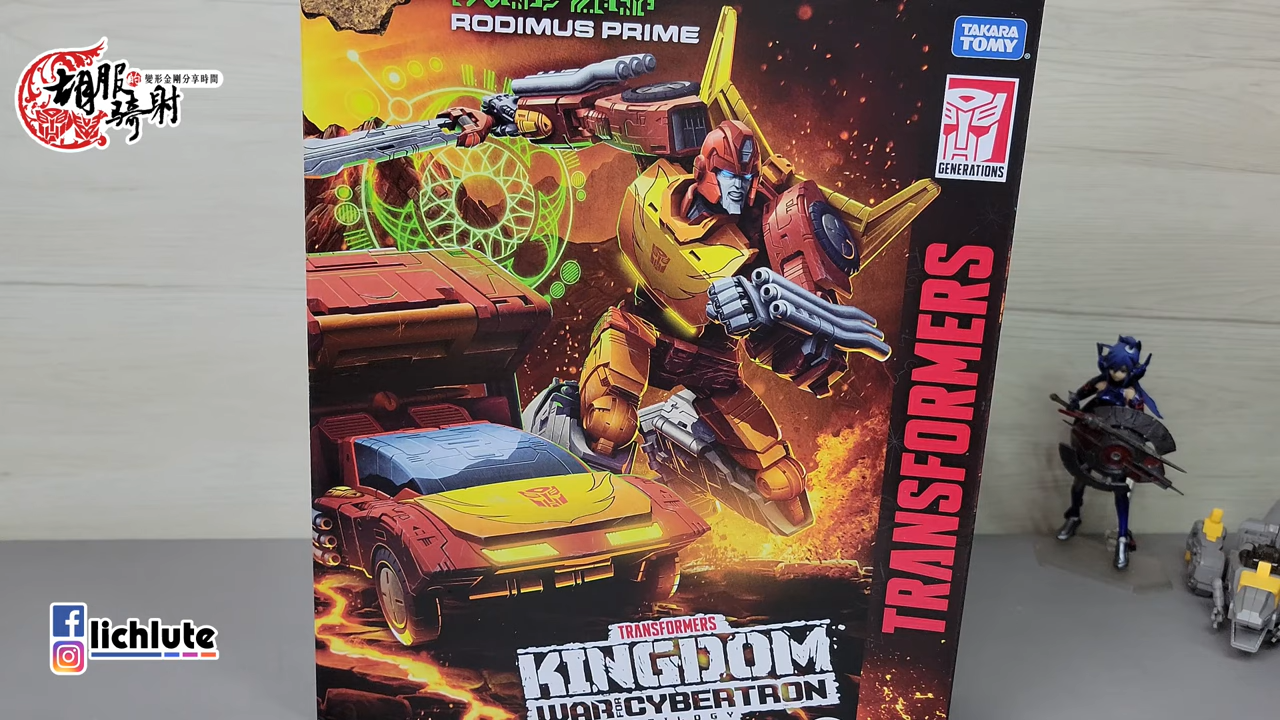 胡服騎射
變形金剛分享時間
RODIMUS PRIME
TAKARA
TOMY
GENERATIONS
TRANSFORMERS
TRANSFORMERS
KINGDOM
WAR FOR CYBERTRON
TRILOGY
lichlute